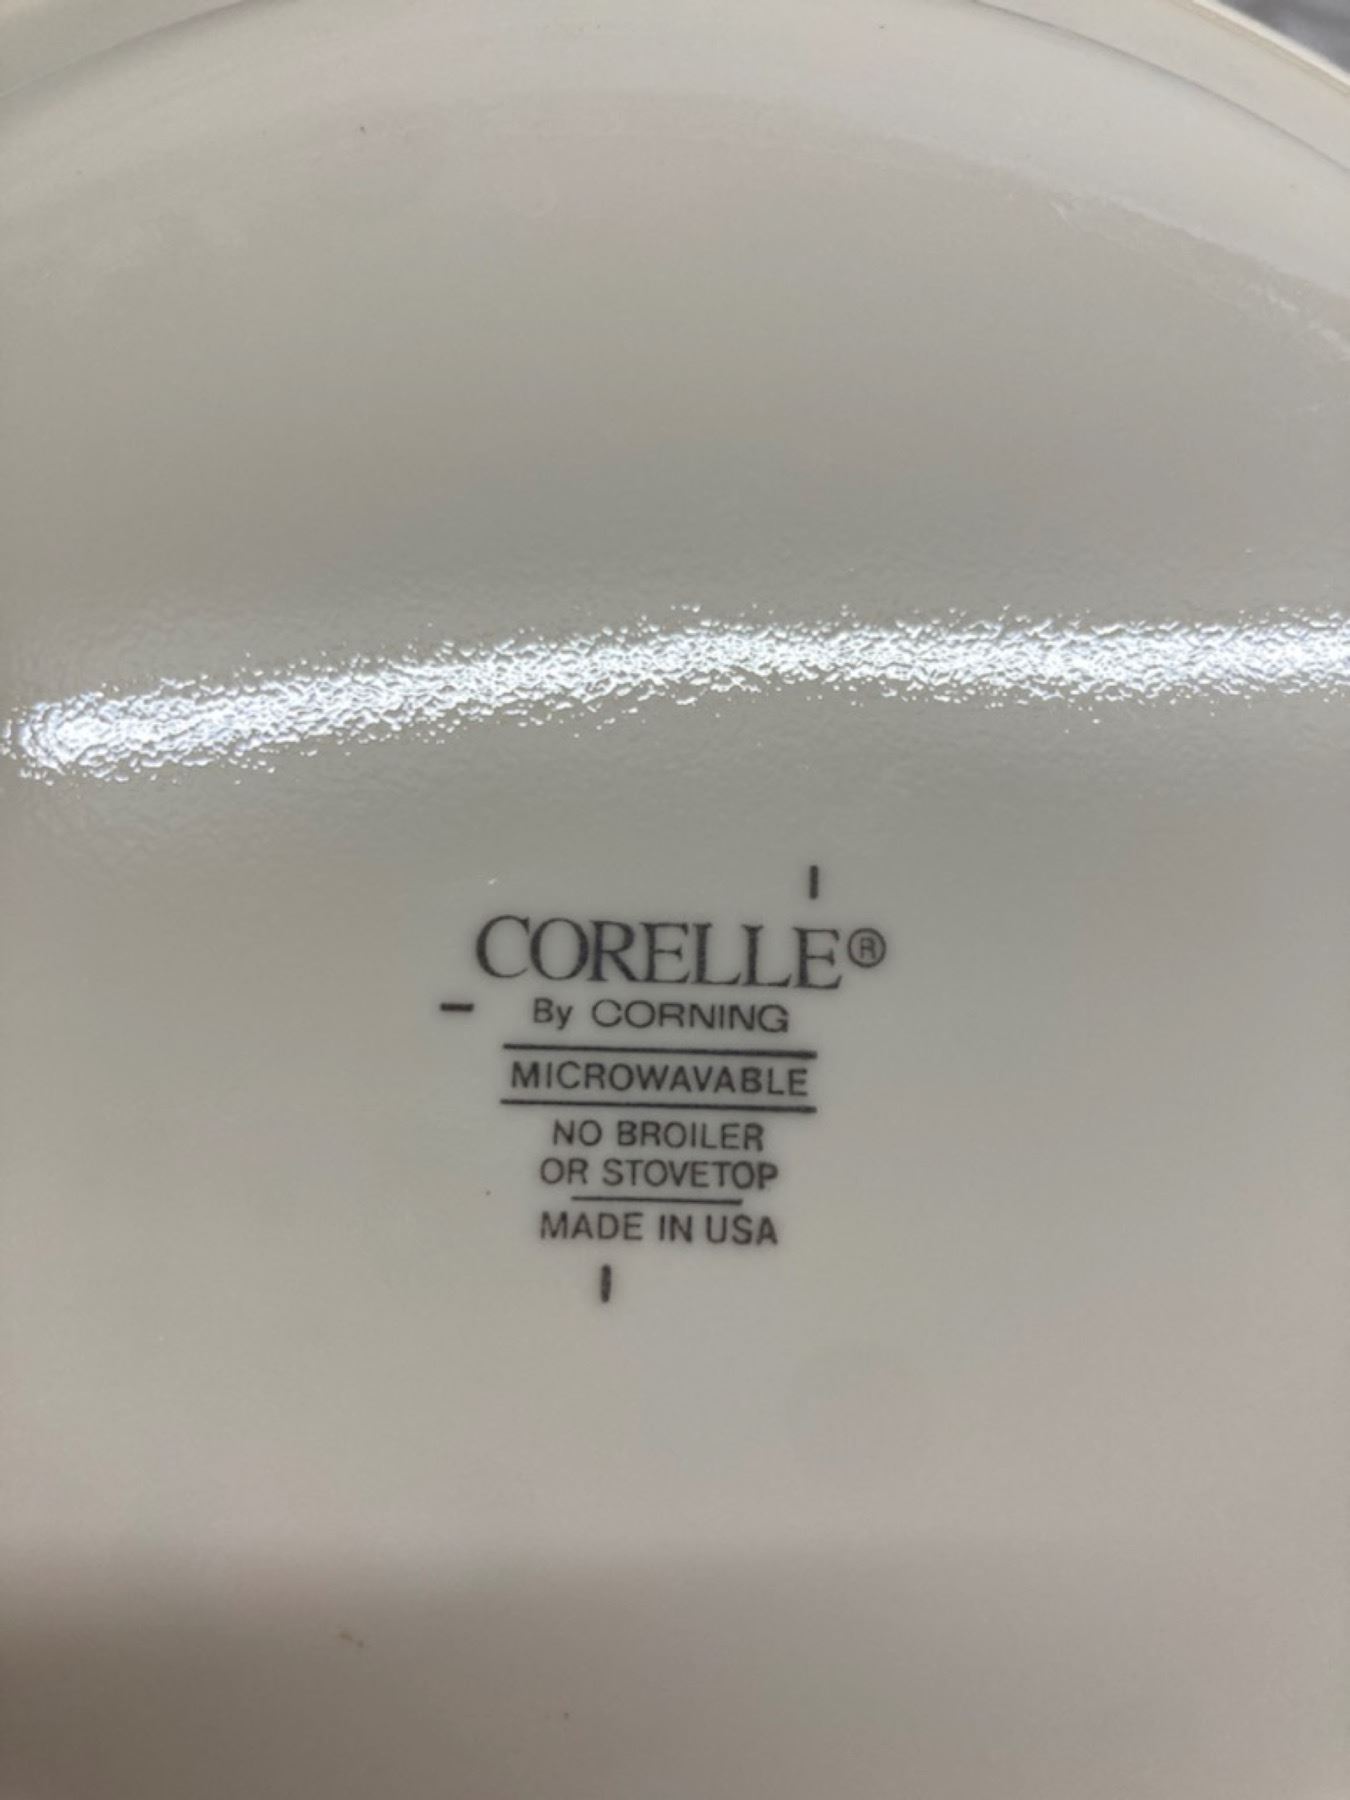 CORELLE®
By CORNING
MICROWAVABLE
NO BROILER
OR STOVETOP
MADE IN USA